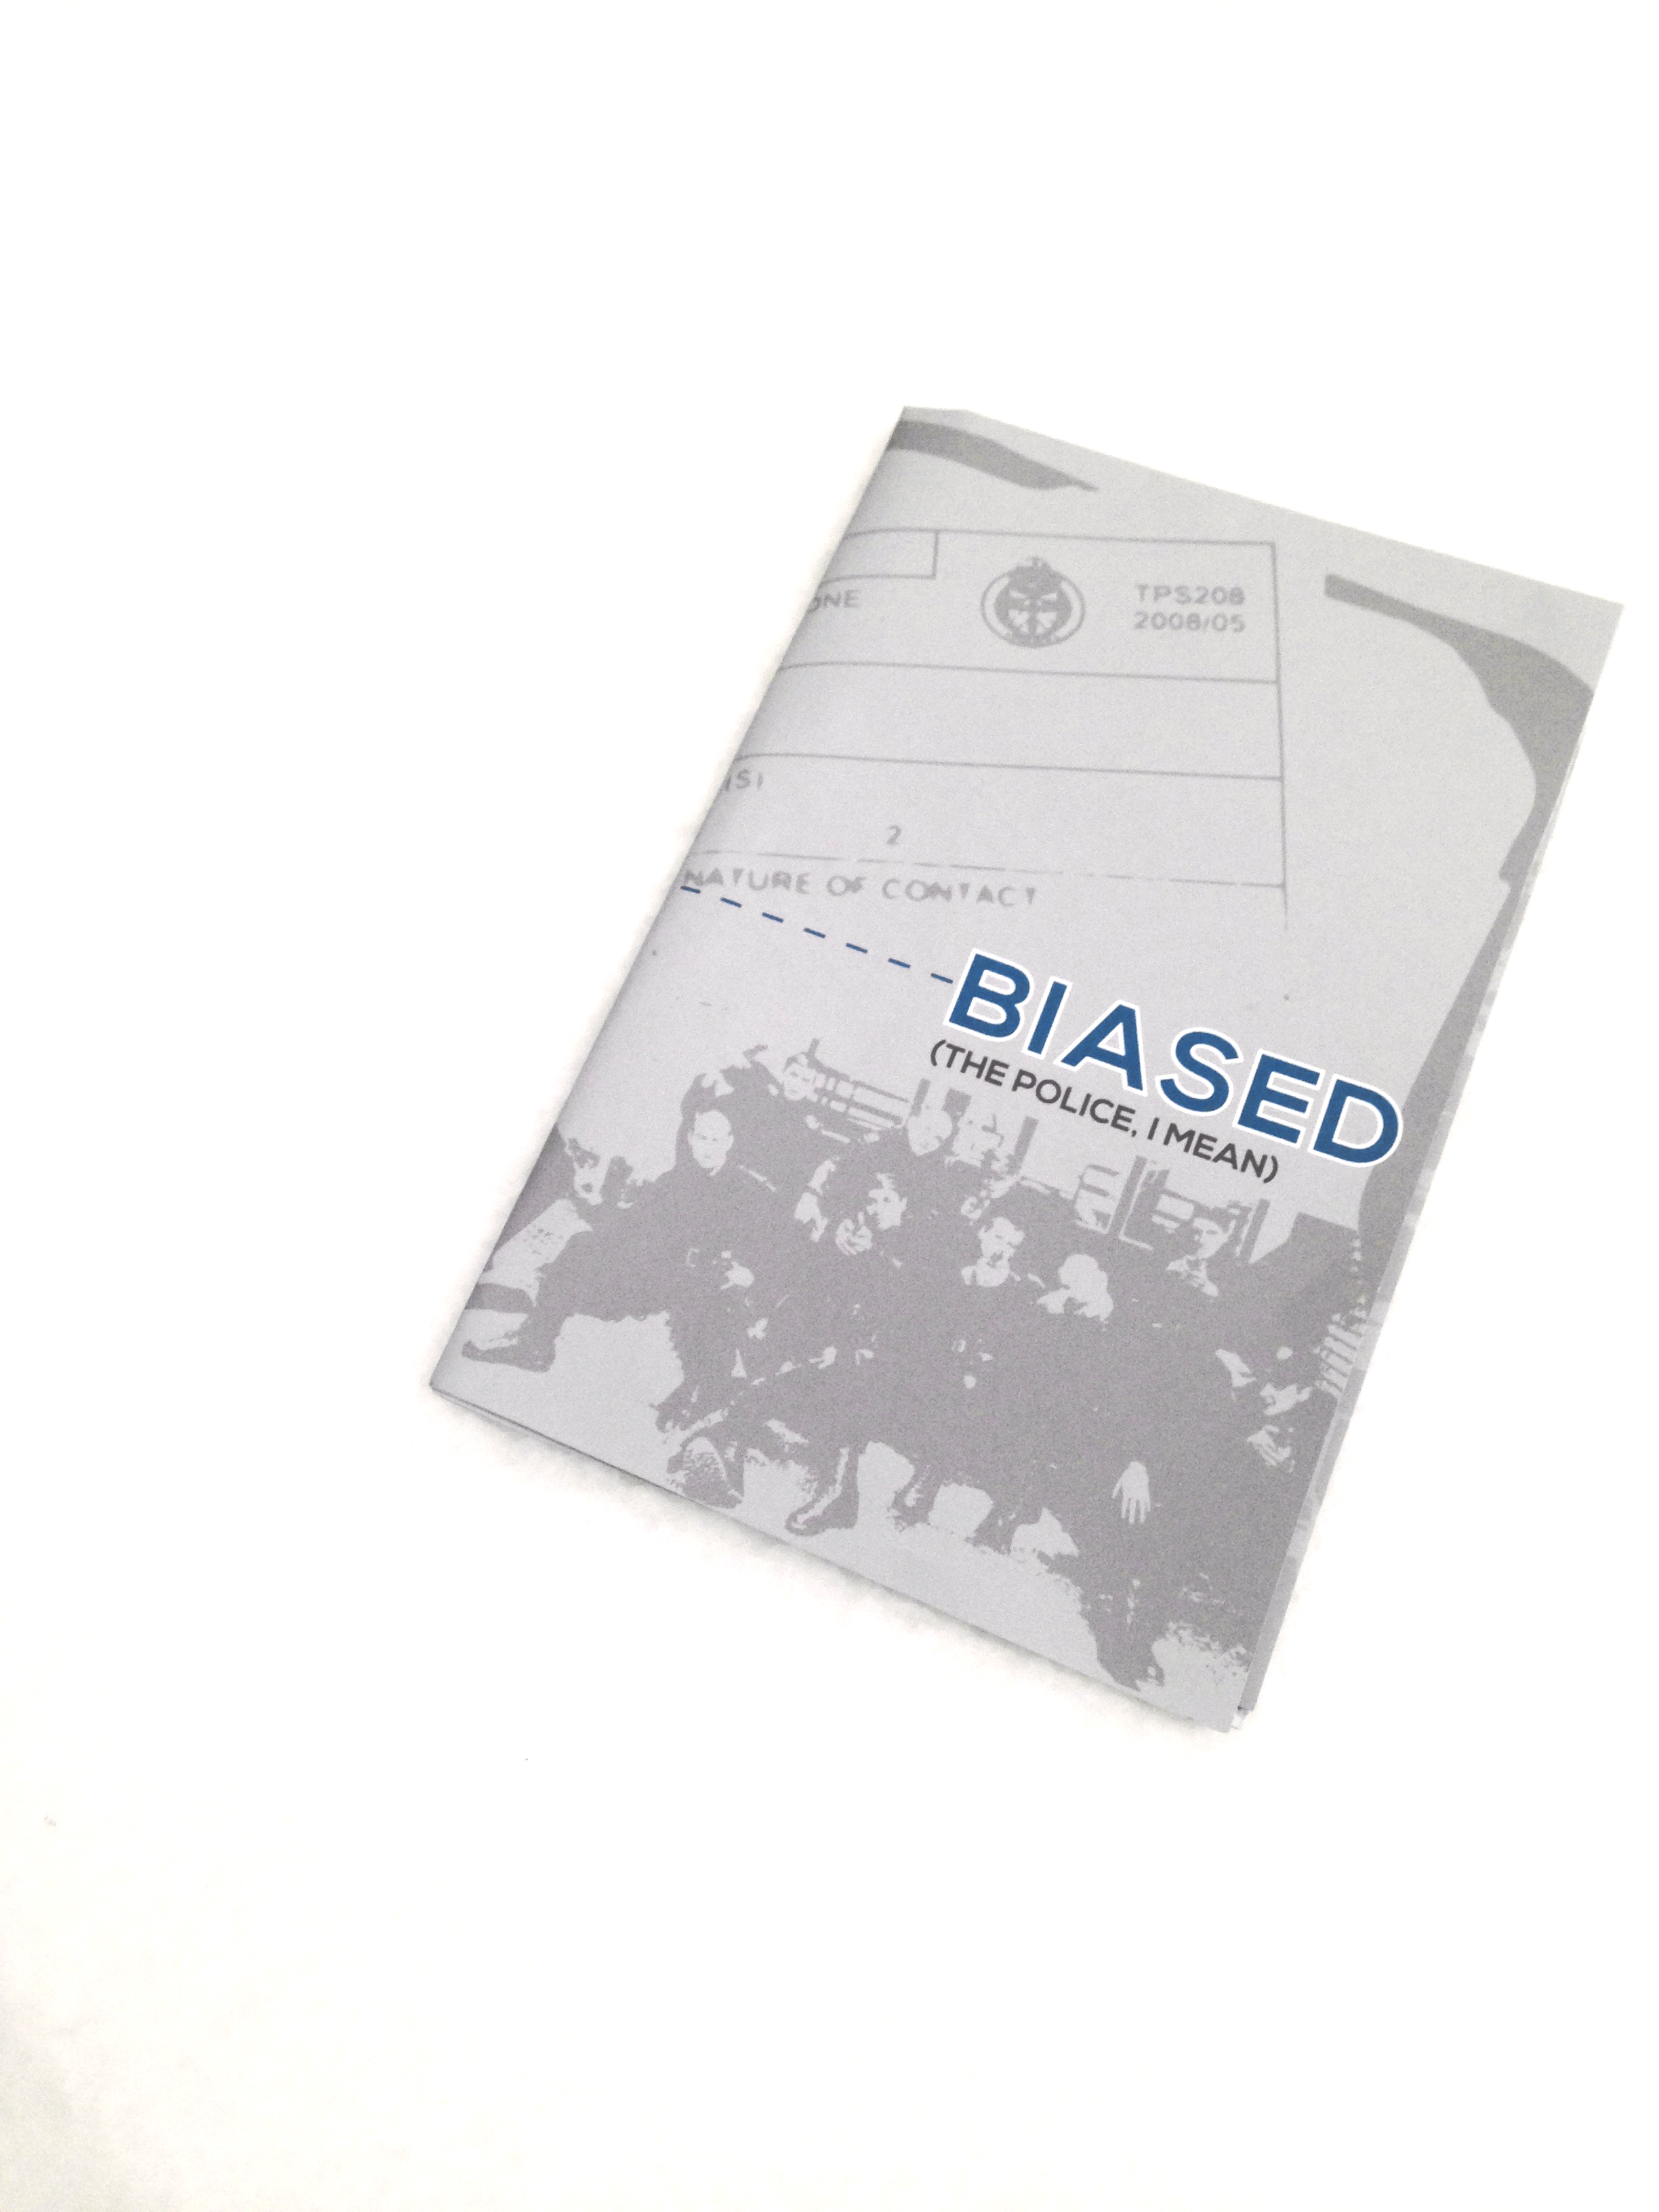 ONE
TPS208
2008/05
(S)
2
NATURE OF CONTACT
BIASED
(THE POLICE, I MEAN)